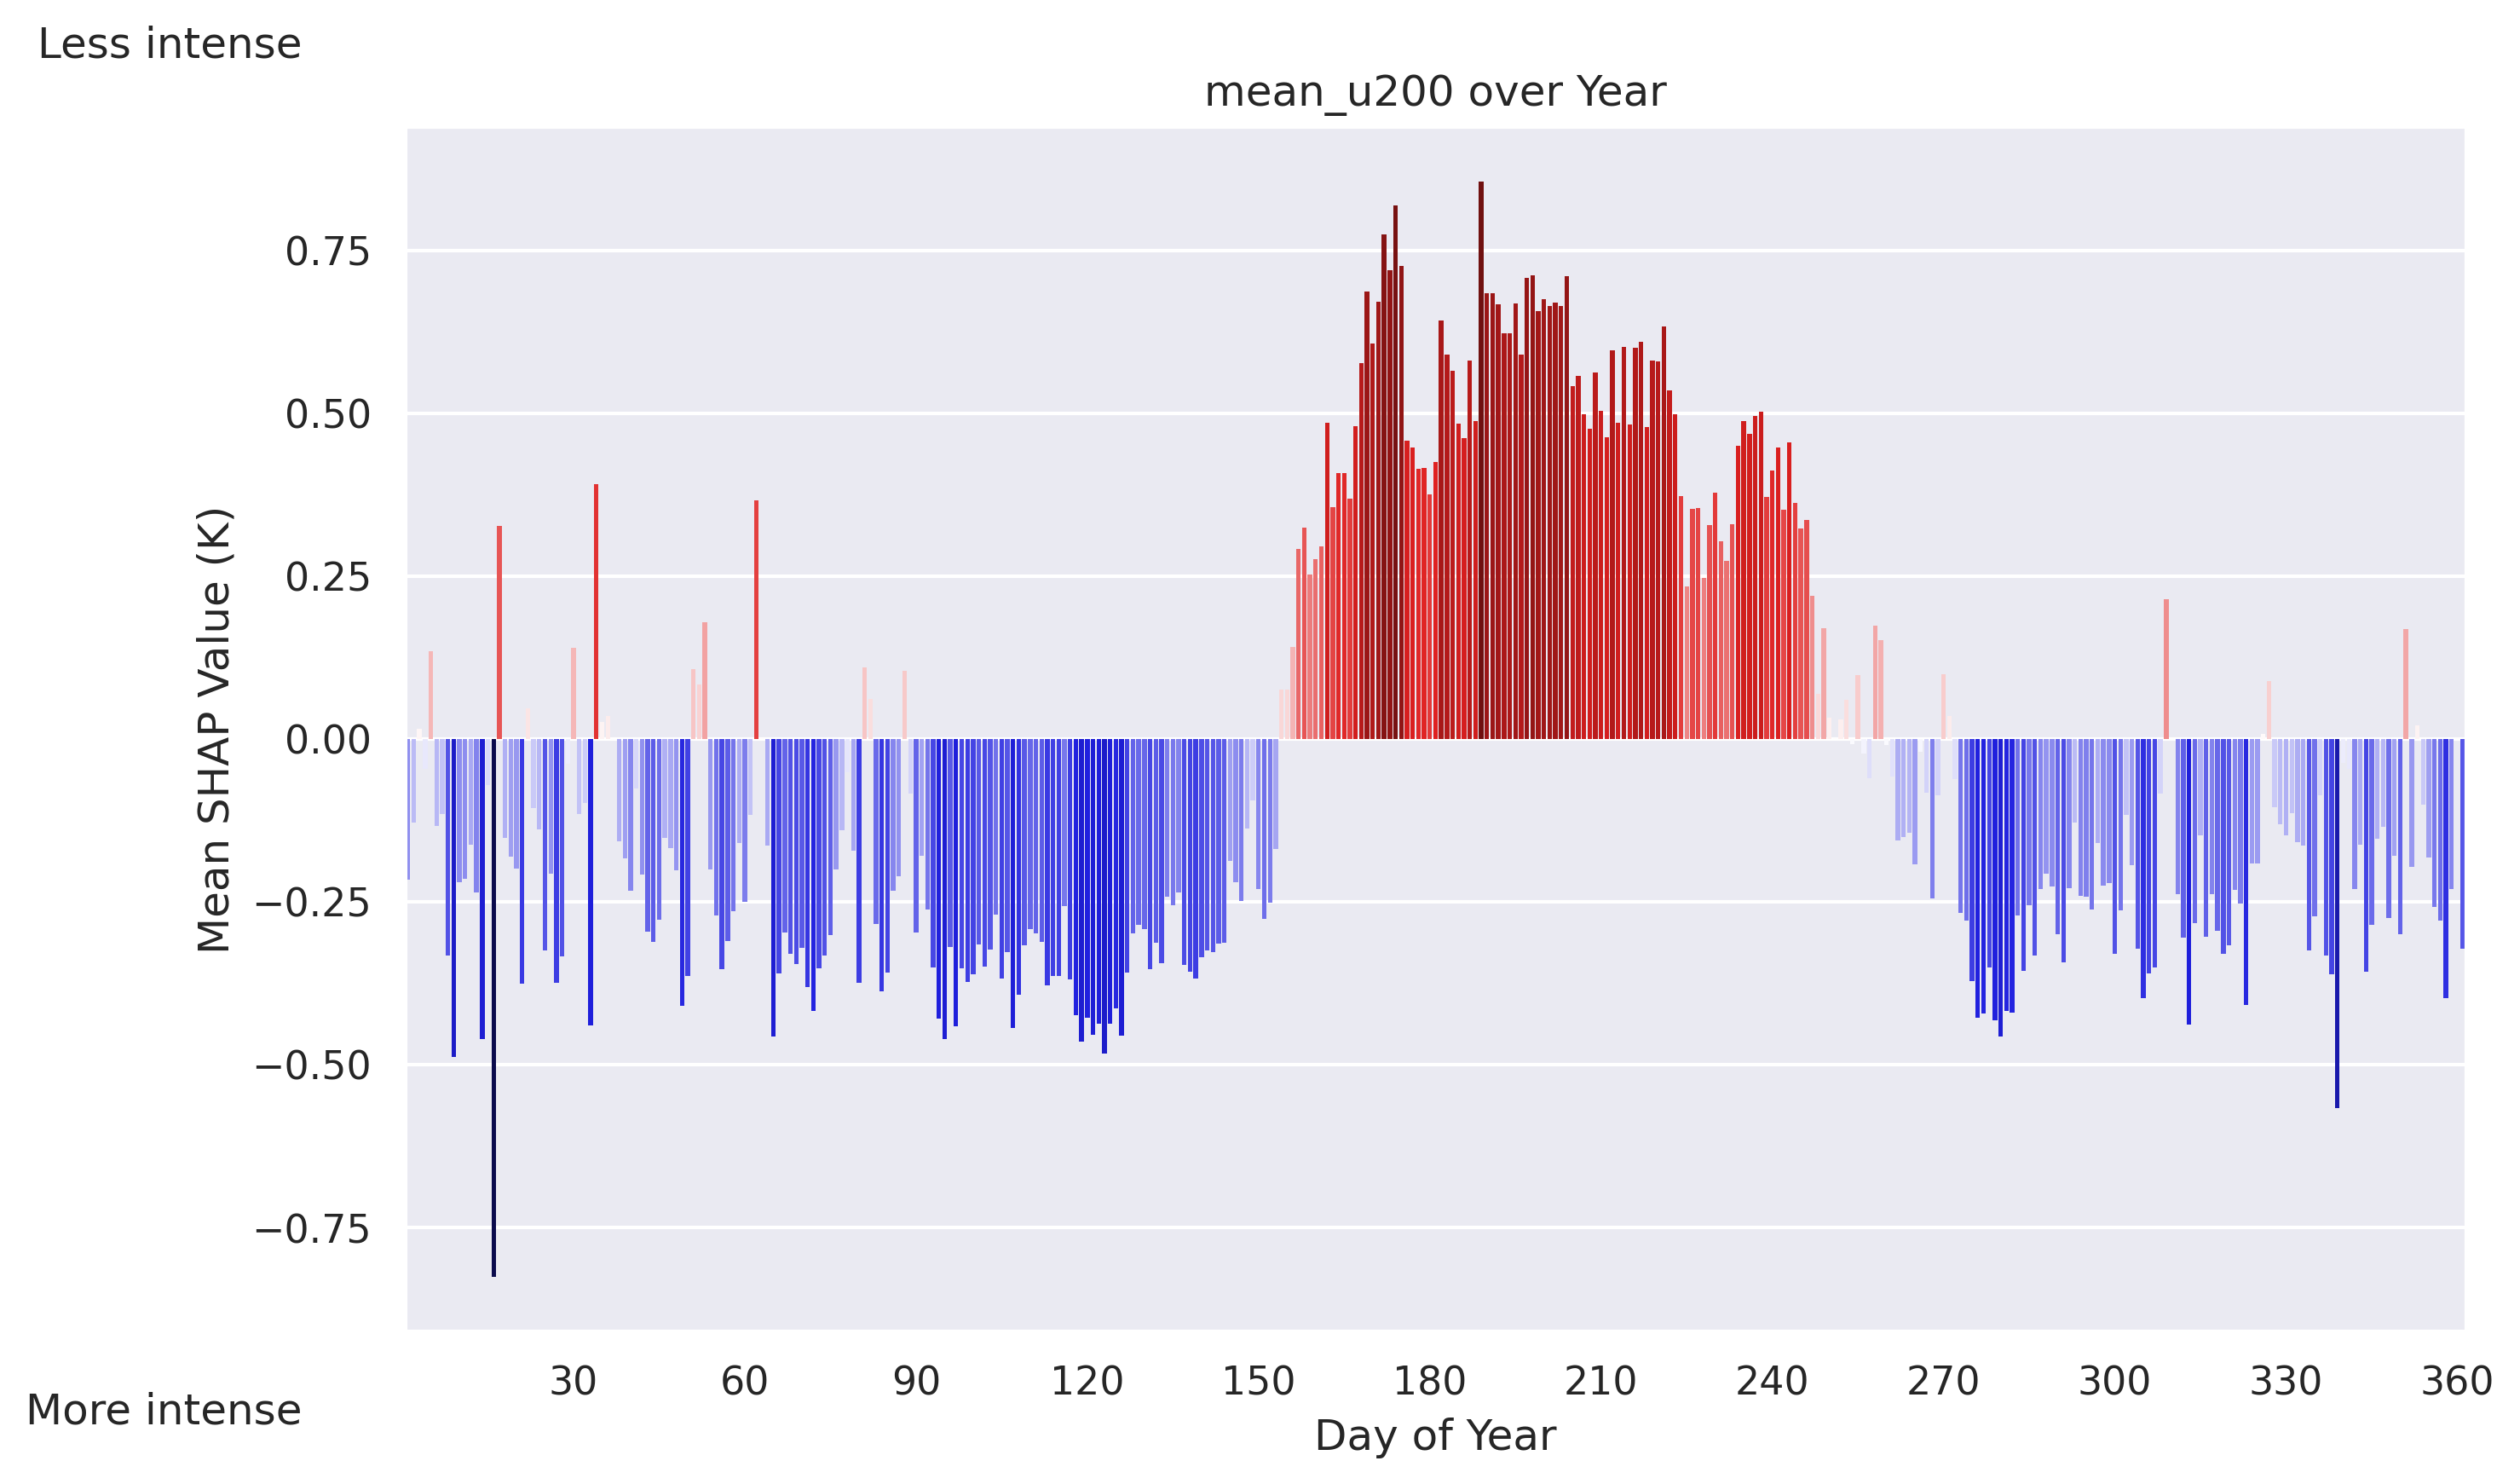 Less intense
mean_u200 over Year
Mean SHAP Value (K)
0.75
0.50
0.25
0.00
−0.25
−0.50
−0.75
30 60 90 120 150 180 210 240 270 300 330 360
More intense
Day of Year